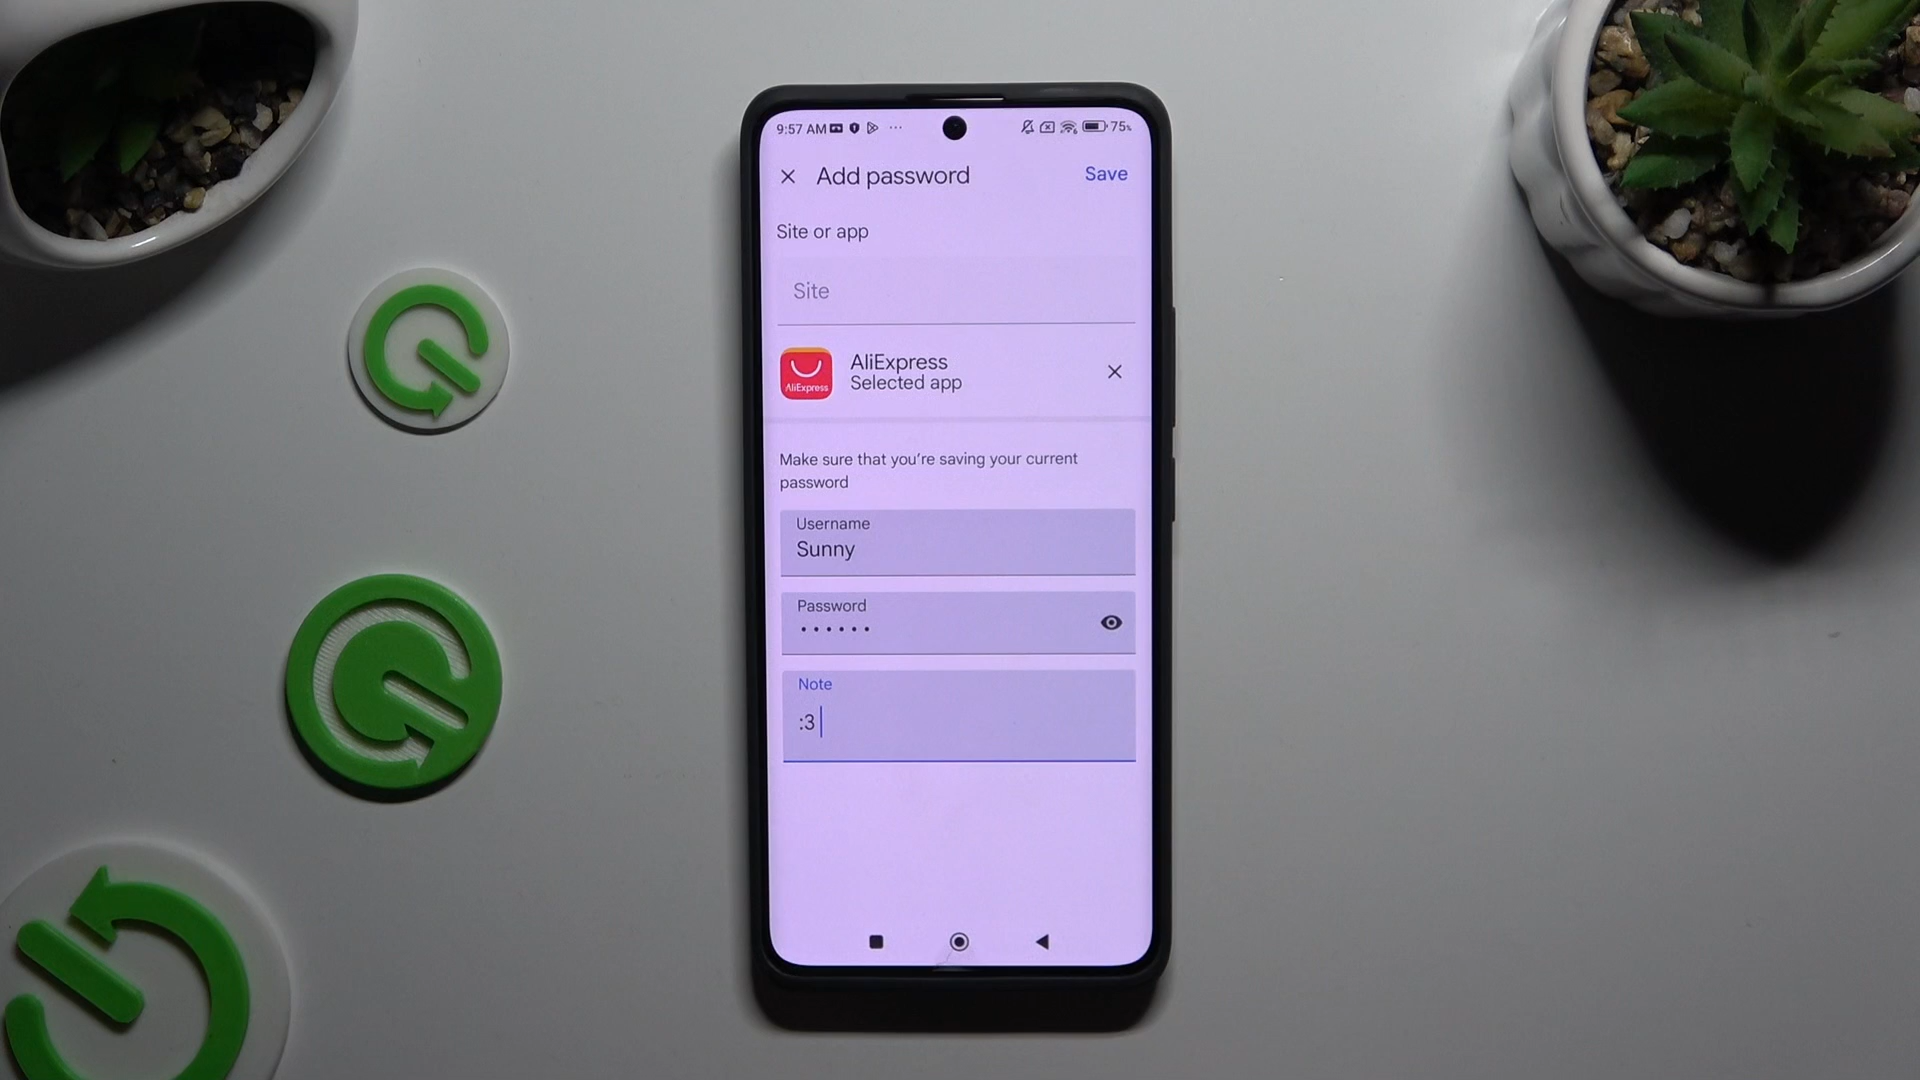 9:57 AM
75%
Add password
Save
Site or app
Site
AliExpress
AliExpress
Selected app
Make sure that you're saving your current
password
Username
Sunny
Password
••••••
Note
:3